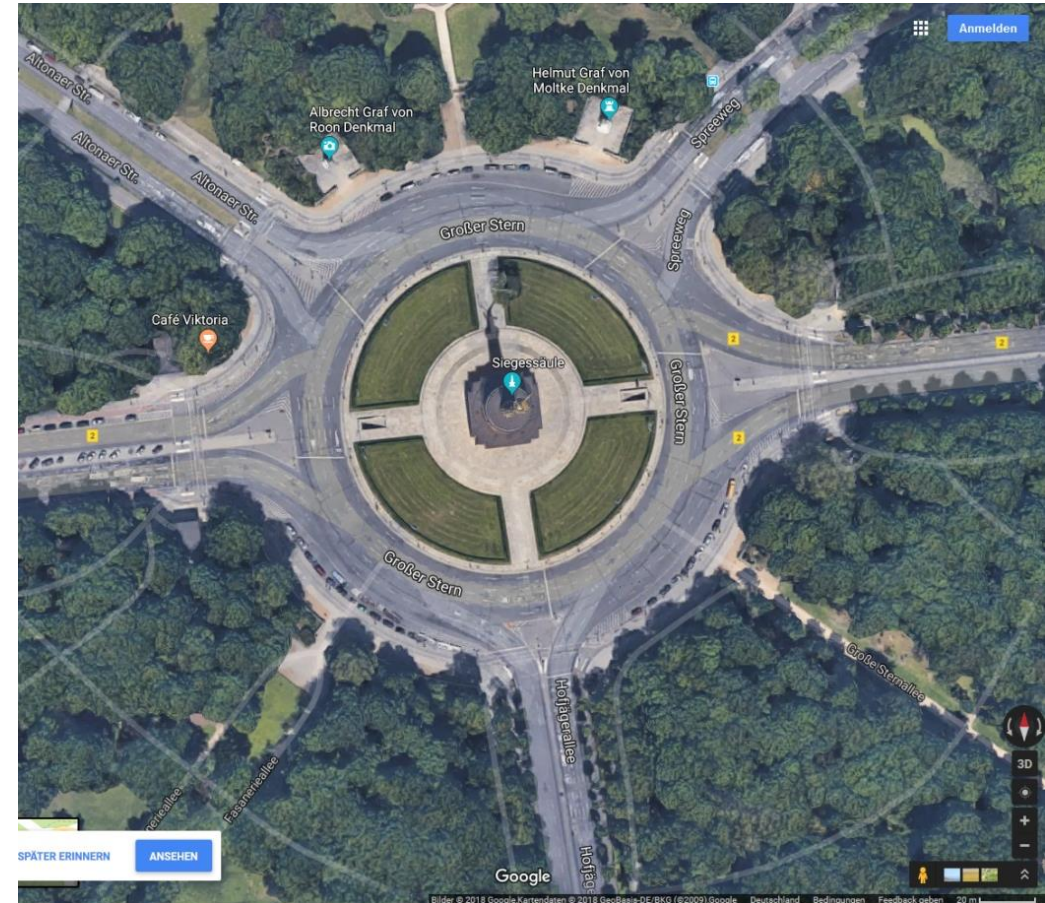 Anmelden
Altonaer Str.
Helmut Graf von
Moltke Denkmal
Albrecht Graf von
Roon Denkmal
Spreeweg
Altonaer Str.
Altonaer Str.
Großer Stern
Spreeweg
Café Viktoria
2
2
Siegessäule
Großer Stern
2
2
Großer Stern
Große Sternallee
Hofjägerallee
Fasanerieallee
nerieallee
3D
SPÄTER ERINNERN
ANSEHEN
Hofjäge
Google
Bilder © 2018 Google, Kartendaten © 2018 GeoBasis-DE/BKG (©2009) Google Deutschland Bedingungen Feedback geben 20 m